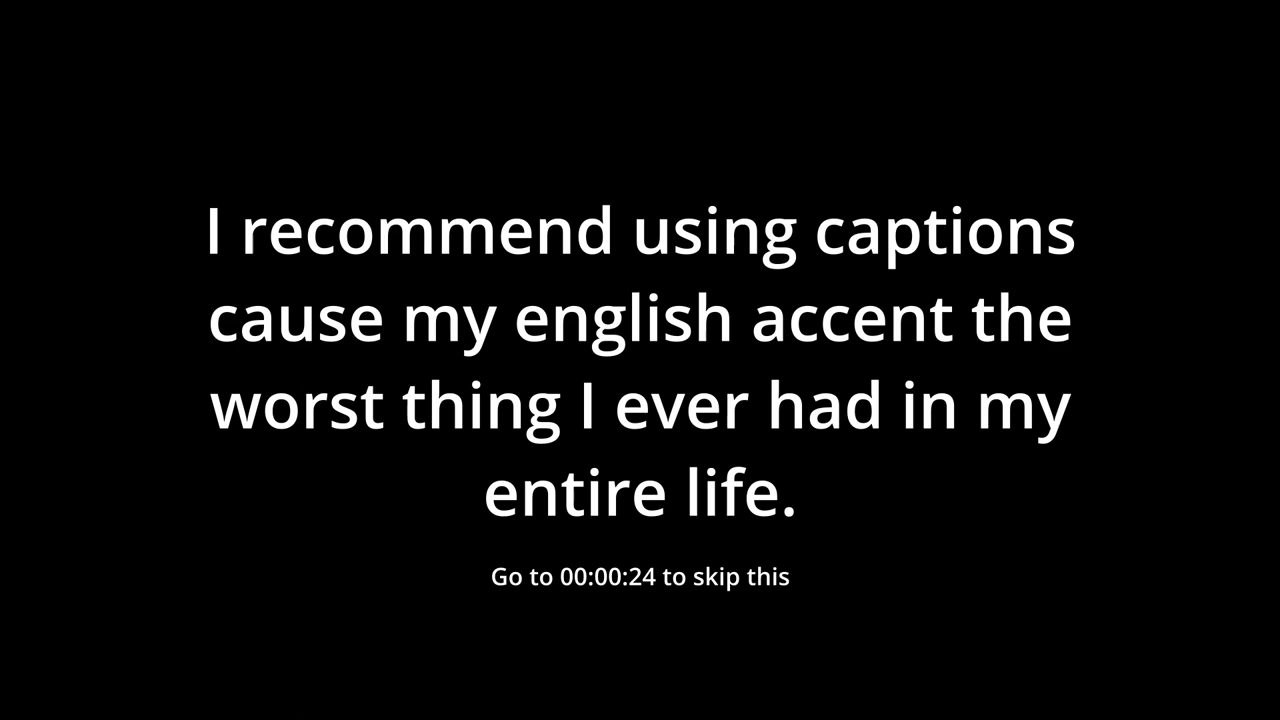 I recommend using captions
cause my english accent the
worst thing I ever had in my
entire life.
Go to 00:00:24 to skip this